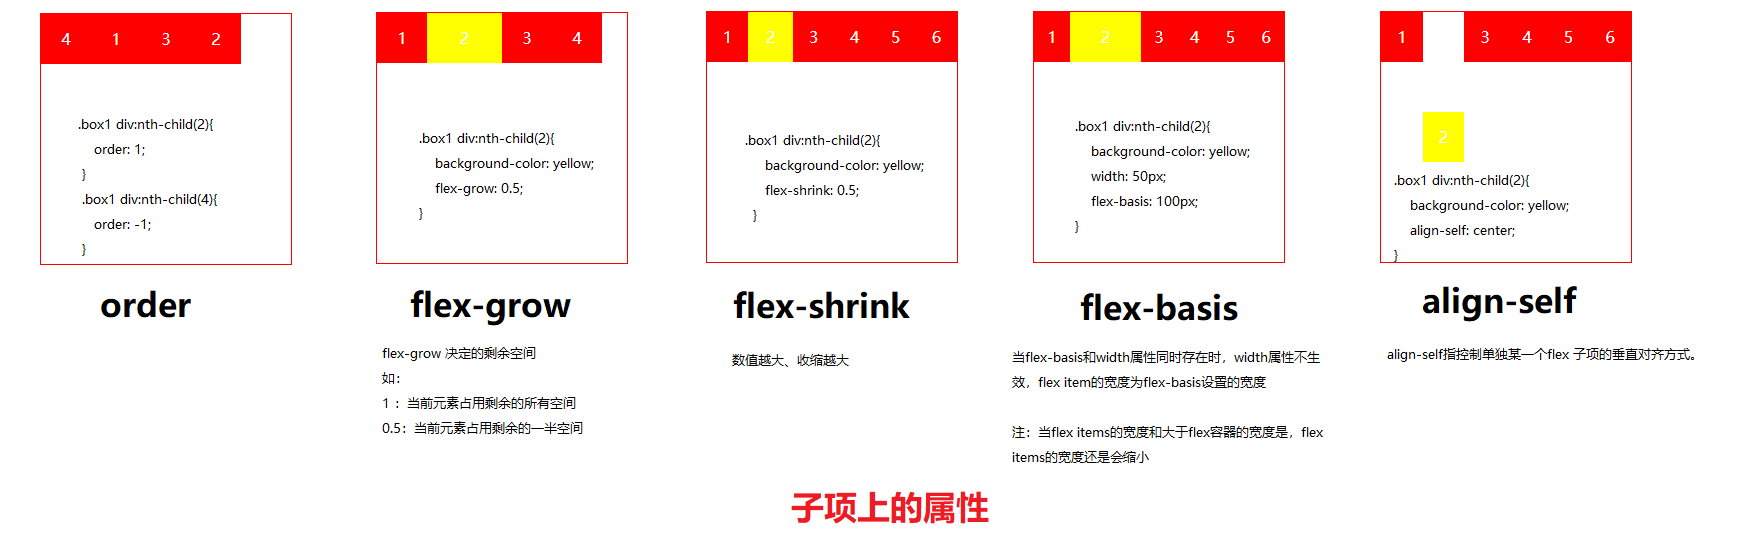 4 1 3 2
.box1 div:nth-child(2){
order: 1;
}
.box1 div:nth-child(4){
order: -1;
}
order
1 2 3 4
.box1 div:nth-child(2){
background-color: yellow;
flex-grow: 0.5;
}
flex-grow
flex-grow 决定的剩余空间
如：
1 ：当前元素占用剩余的所有空间
0.5：当前元素占用剩余的一半空间
1 2 3 4 5 6
.box1 div:nth-child(2){
background-color: yellow;
flex-shrink: 0.5;
}
flex-shrink
数值越大、收缩越大
1 2 3 4 5 6
.box1 div:nth-child(2){
background-color: yellow;
width: 50px;
flex-basis: 100px;
}
flex-basis
当flex-basis和width属性同时存在时，width属性不生
效，flex item的宽度为flex-basis设置的宽度
注：当flex items的宽度和大于flex容器的宽度是，flex
items的宽度还是会缩小
1 3 4 5 6
2
.box1 div:nth-child(2){
background-color: yellow;
align-self: center;
}
align-self
align-self指控制单独某一个flex 子项的垂直对齐方式。
子项上的属性